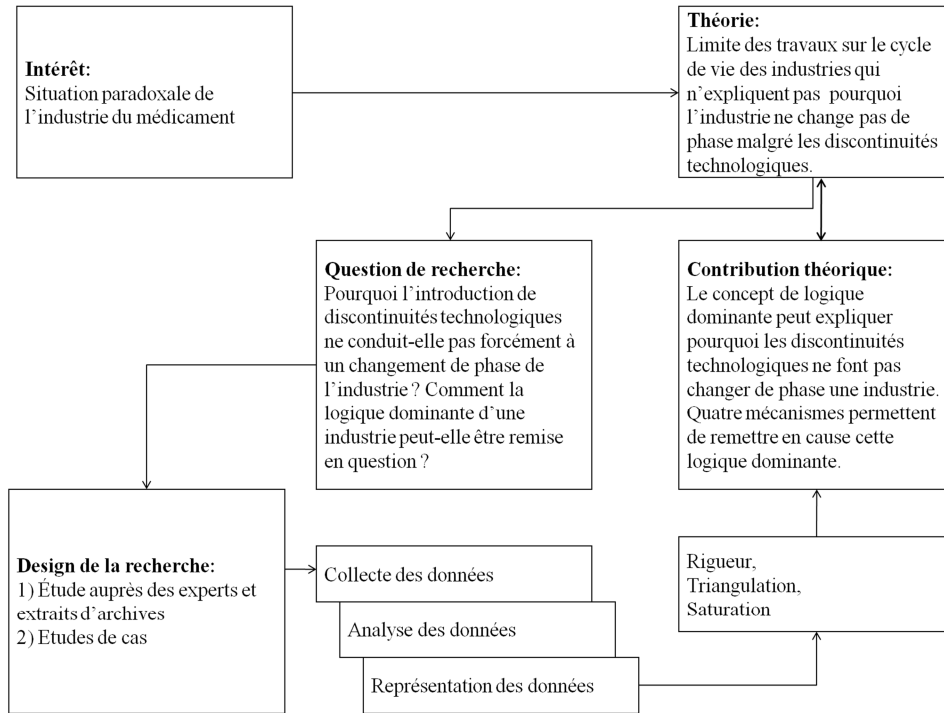 Intérêt:
Situation paradoxale de
l'industrie du médicament
Théorie:
Limite des travaux sur le cycle
de vie des industries qui
n'expliquent pas pourquoi
l'industrie ne change pas de
phase malgré les discontinuités
technologiques.
Question de recherche:
Pourquoi l'introduction de
discontinuités technologiques
ne conduit-elle pas forcément à
un changement de phase de
l'industrie ? Comment la
logique dominante d'une
industrie peut-elle être remise
en question ?
Contribution théorique:
Le concept de logique
dominante peut expliquer
pourquoi les discontinuités
technologiques ne font pas
changer de phase une industrie.
Quatre mécanismes permettent
de remettre en cause cette
logique dominante.
Design de la recherche:
1) Étude auprès des experts et
extraits d'archives
2) Etudes de cas
Collecte des données
Analyse des données
Représentation des données
Rigueur,
Triangulation,
Saturation